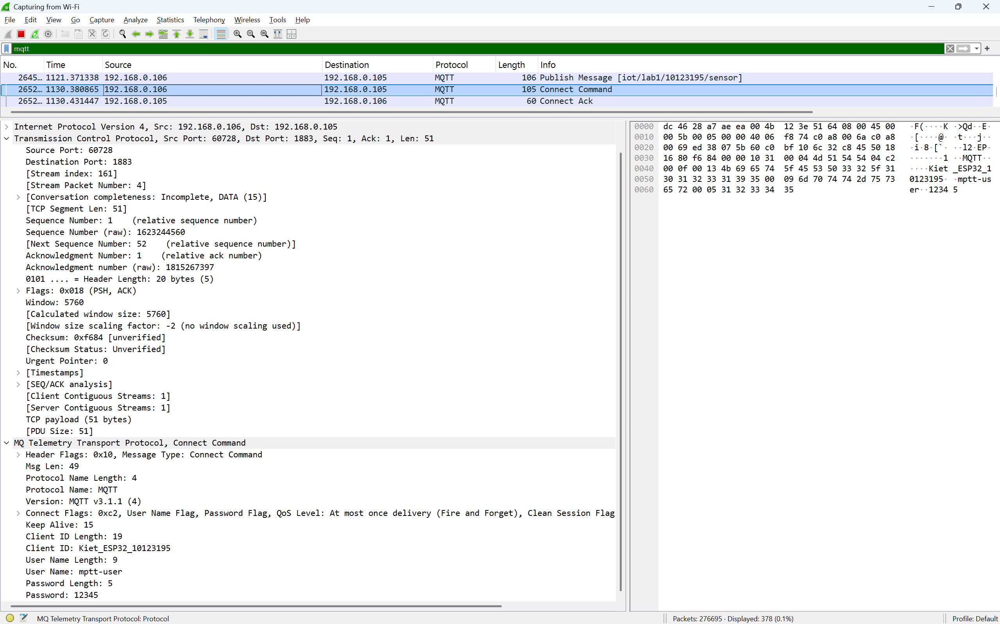 Capturing from Wi-Fi
File Edit View Go Capture Analyze Statistics Telephony Wireless Tools Help
mqtt
No. Time Source Destination Protocol Length Info
2645… 1121.371338 192.168.0.106 192.168.0.105 MQTT 106 Publish Message [iot/lab1/10123195/sensor]
2652… 1130.380865 192.168.0.106 192.168.0.105 MQTT 105 Connect Command
2652… 1130.431447 192.168.0.105 192.168.0.106 MQTT 60 Connect Ack
Internet Protocol Version 4, Src: 192.168.0.106, Dst: 192.168.0.105
Transmission Control Protocol, Src Port: 60728, Dst Port: 1883, Seq: 1, Ack: 1, Len: 51
Source Port: 60728
Destination Port: 1883
[Stream index: 161]
[Stream Packet Number: 4]
[Conversation completeness: Incomplete, DATA (15)]
[TCP Segment Len: 51]
Sequence Number: 1    (relative sequence number)
Sequence Number (raw): 1623244560
[Next Sequence Number: 52    (relative sequence number)]
Acknowledgment Number: 1    (relative ack number)
Acknowledgment number (raw): 1815267397
0101 .... = Header Length: 20 bytes (5)
Flags: 0x018 (PSH, ACK)
Window: 5760
[Calculated window size: 5760]
[Window size scaling factor: -2 (no window scaling used)]
Checksum: 0xf684 [unverified]
[Checksum Status: Unverified]
Urgent Pointer: 0
[Timestamps]
[SEQ/ACK analysis]
[Client Contiguous Streams: 1]
[Server Contiguous Streams: 1]
TCP payload (51 bytes)
[PDU Size: 51]
MQ Telemetry Transport Protocol, Connect Command
Header Flags: 0x10, Message Type: Connect Command
Msg Len: 49
Protocol Name Length: 4
Protocol Name: MQTT
Version: MQTT v3.1.1 (4)
Connect Flags: 0xc2, User Name Flag, Password Flag, QoS Level: At most once delivery (Fire and Forget), Clean Session Flag
Keep Alive: 15
Client ID Length: 19
Client ID: Kiet_ESP32_10123195
User Name Length: 9
User Name: mptt-user
Password Length: 5
Password: 12345
0000 dc 46 28 a7 ae ea 00 4b 12 3e 51 64 08 00 45 00 ·F(····K ·>Qd··E·
0010 00 5b 00 05 00 00 40 06 f8 74 c0 a8 00 6a c0 a8 ·[····@· ·t···j··
0020 00 69 ed 38 07 5b 60 c0 bf 10 6c 32 c8 45 50 18 ·i·8·[`· ··l2·EP·
0030 16 80 f6 84 00 00 10 31 00 04 4d 51 54 54 04 c2 ·······1 ··MQTT··
0040 00 0f 00 13 4b 69 65 74 5f 45 53 50 33 32 5f 31 ····Kiet _ESP32_1
0050 30 31 32 33 31 39 35 00 09 6d 70 74 74 2d 75 73 0123195· ·mptt-us
0060 65 72 00 05 31 32 33 34 35 er··1234 5
MQ Telemetry Transport Protocol: Protocol
Packets: 276695 · Displayed: 378 (0.1%)
Profile: Default